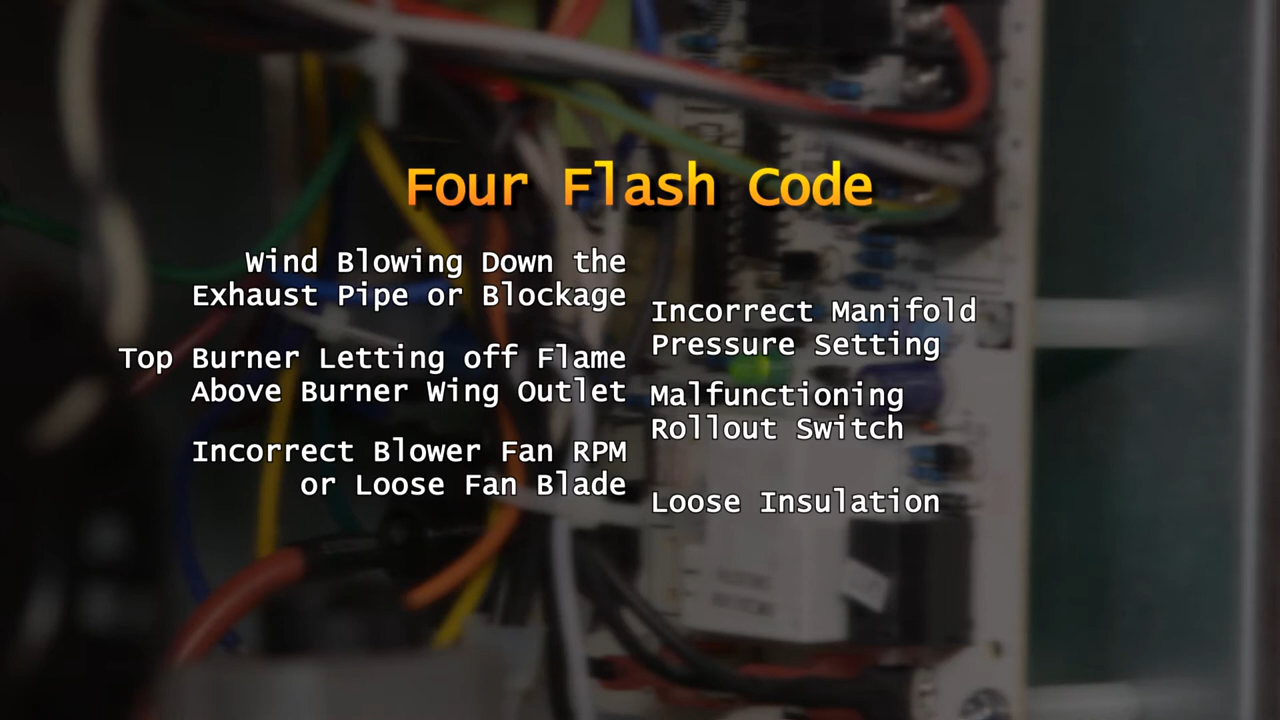 Four Flash Code
Wind Blowing Down the
Exhaust Pipe or Blockage
Top Burner Letting off Flame
Above Burner Wing Outlet
Incorrect Blower Fan RPM
or Loose Fan Blade
Incorrect Manifold
Pressure Setting
Malfunctioning
Rollout Switch
Loose Insulation